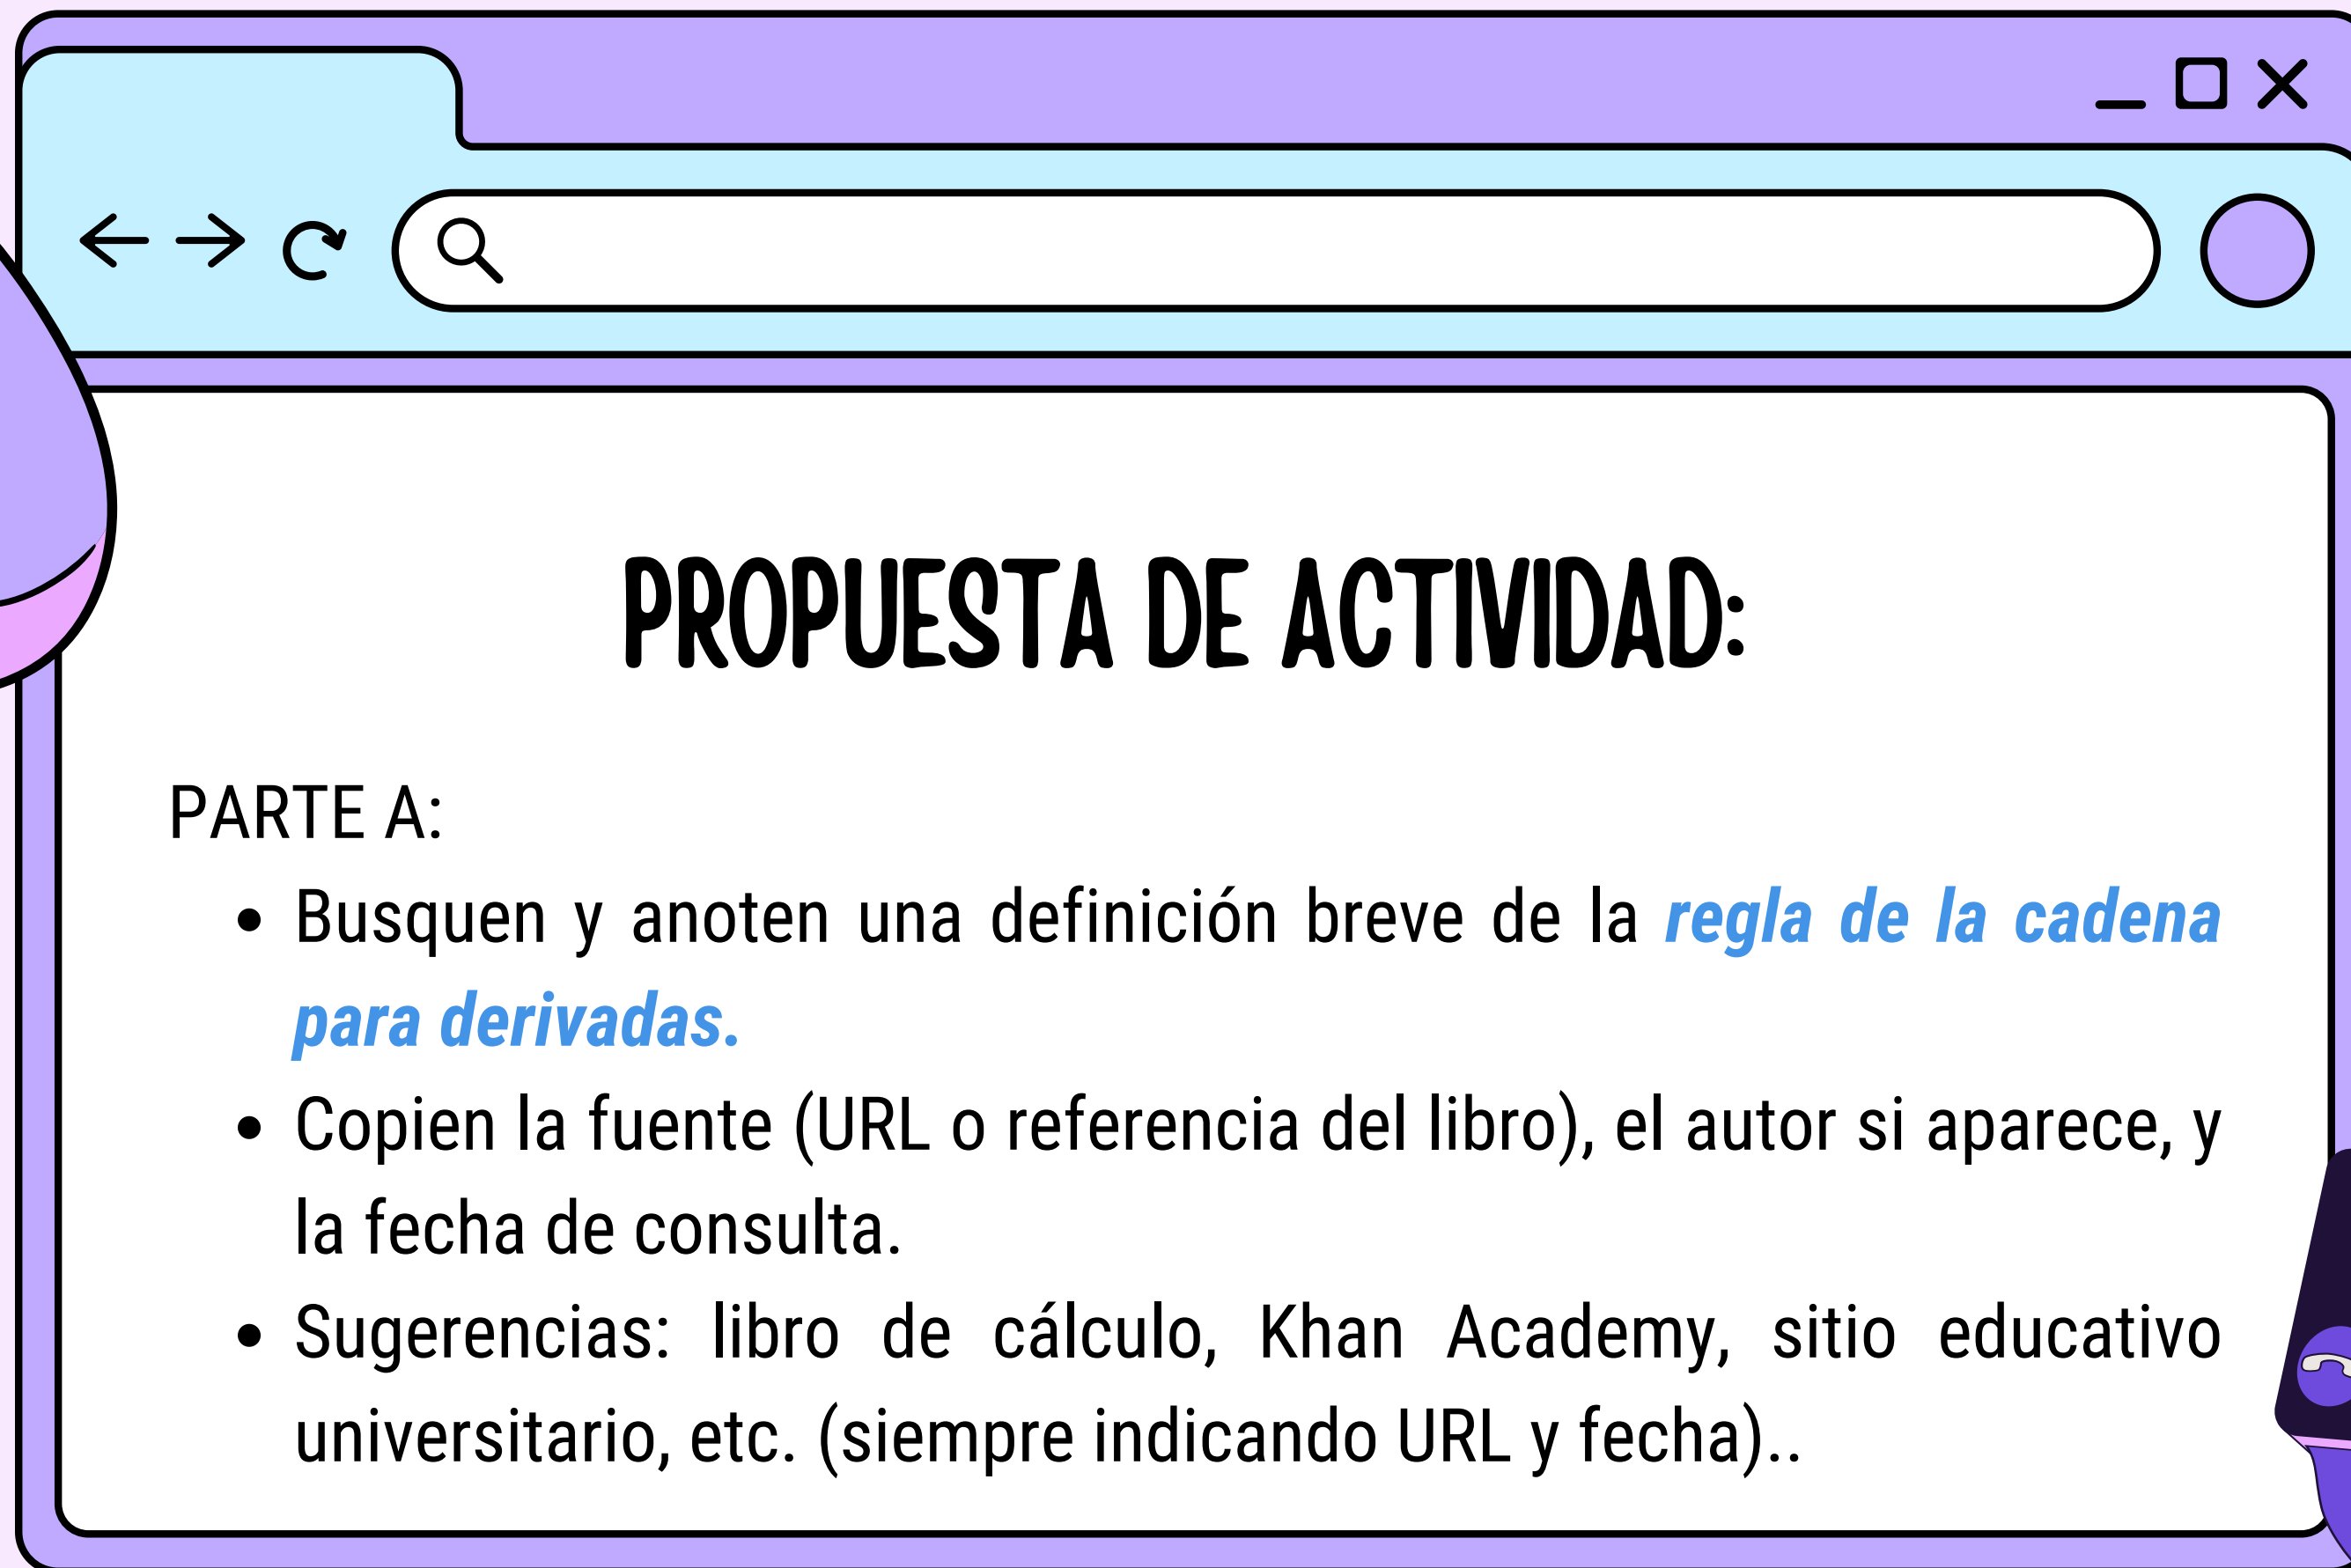 PROPUESTA DE ACTIVIDAD:
PARTE A:
• Busquen y anoten una definición breve de la regla de la cadena
para derivadas.
• Copien la fuente (URL o referencia del libro), el autor si aparece, y
la fecha de consulta.
• Sugerencias: libro de cálculo, Khan Academy, sitio educativo
universitario, etc. (siempre indicando URL y fecha)..